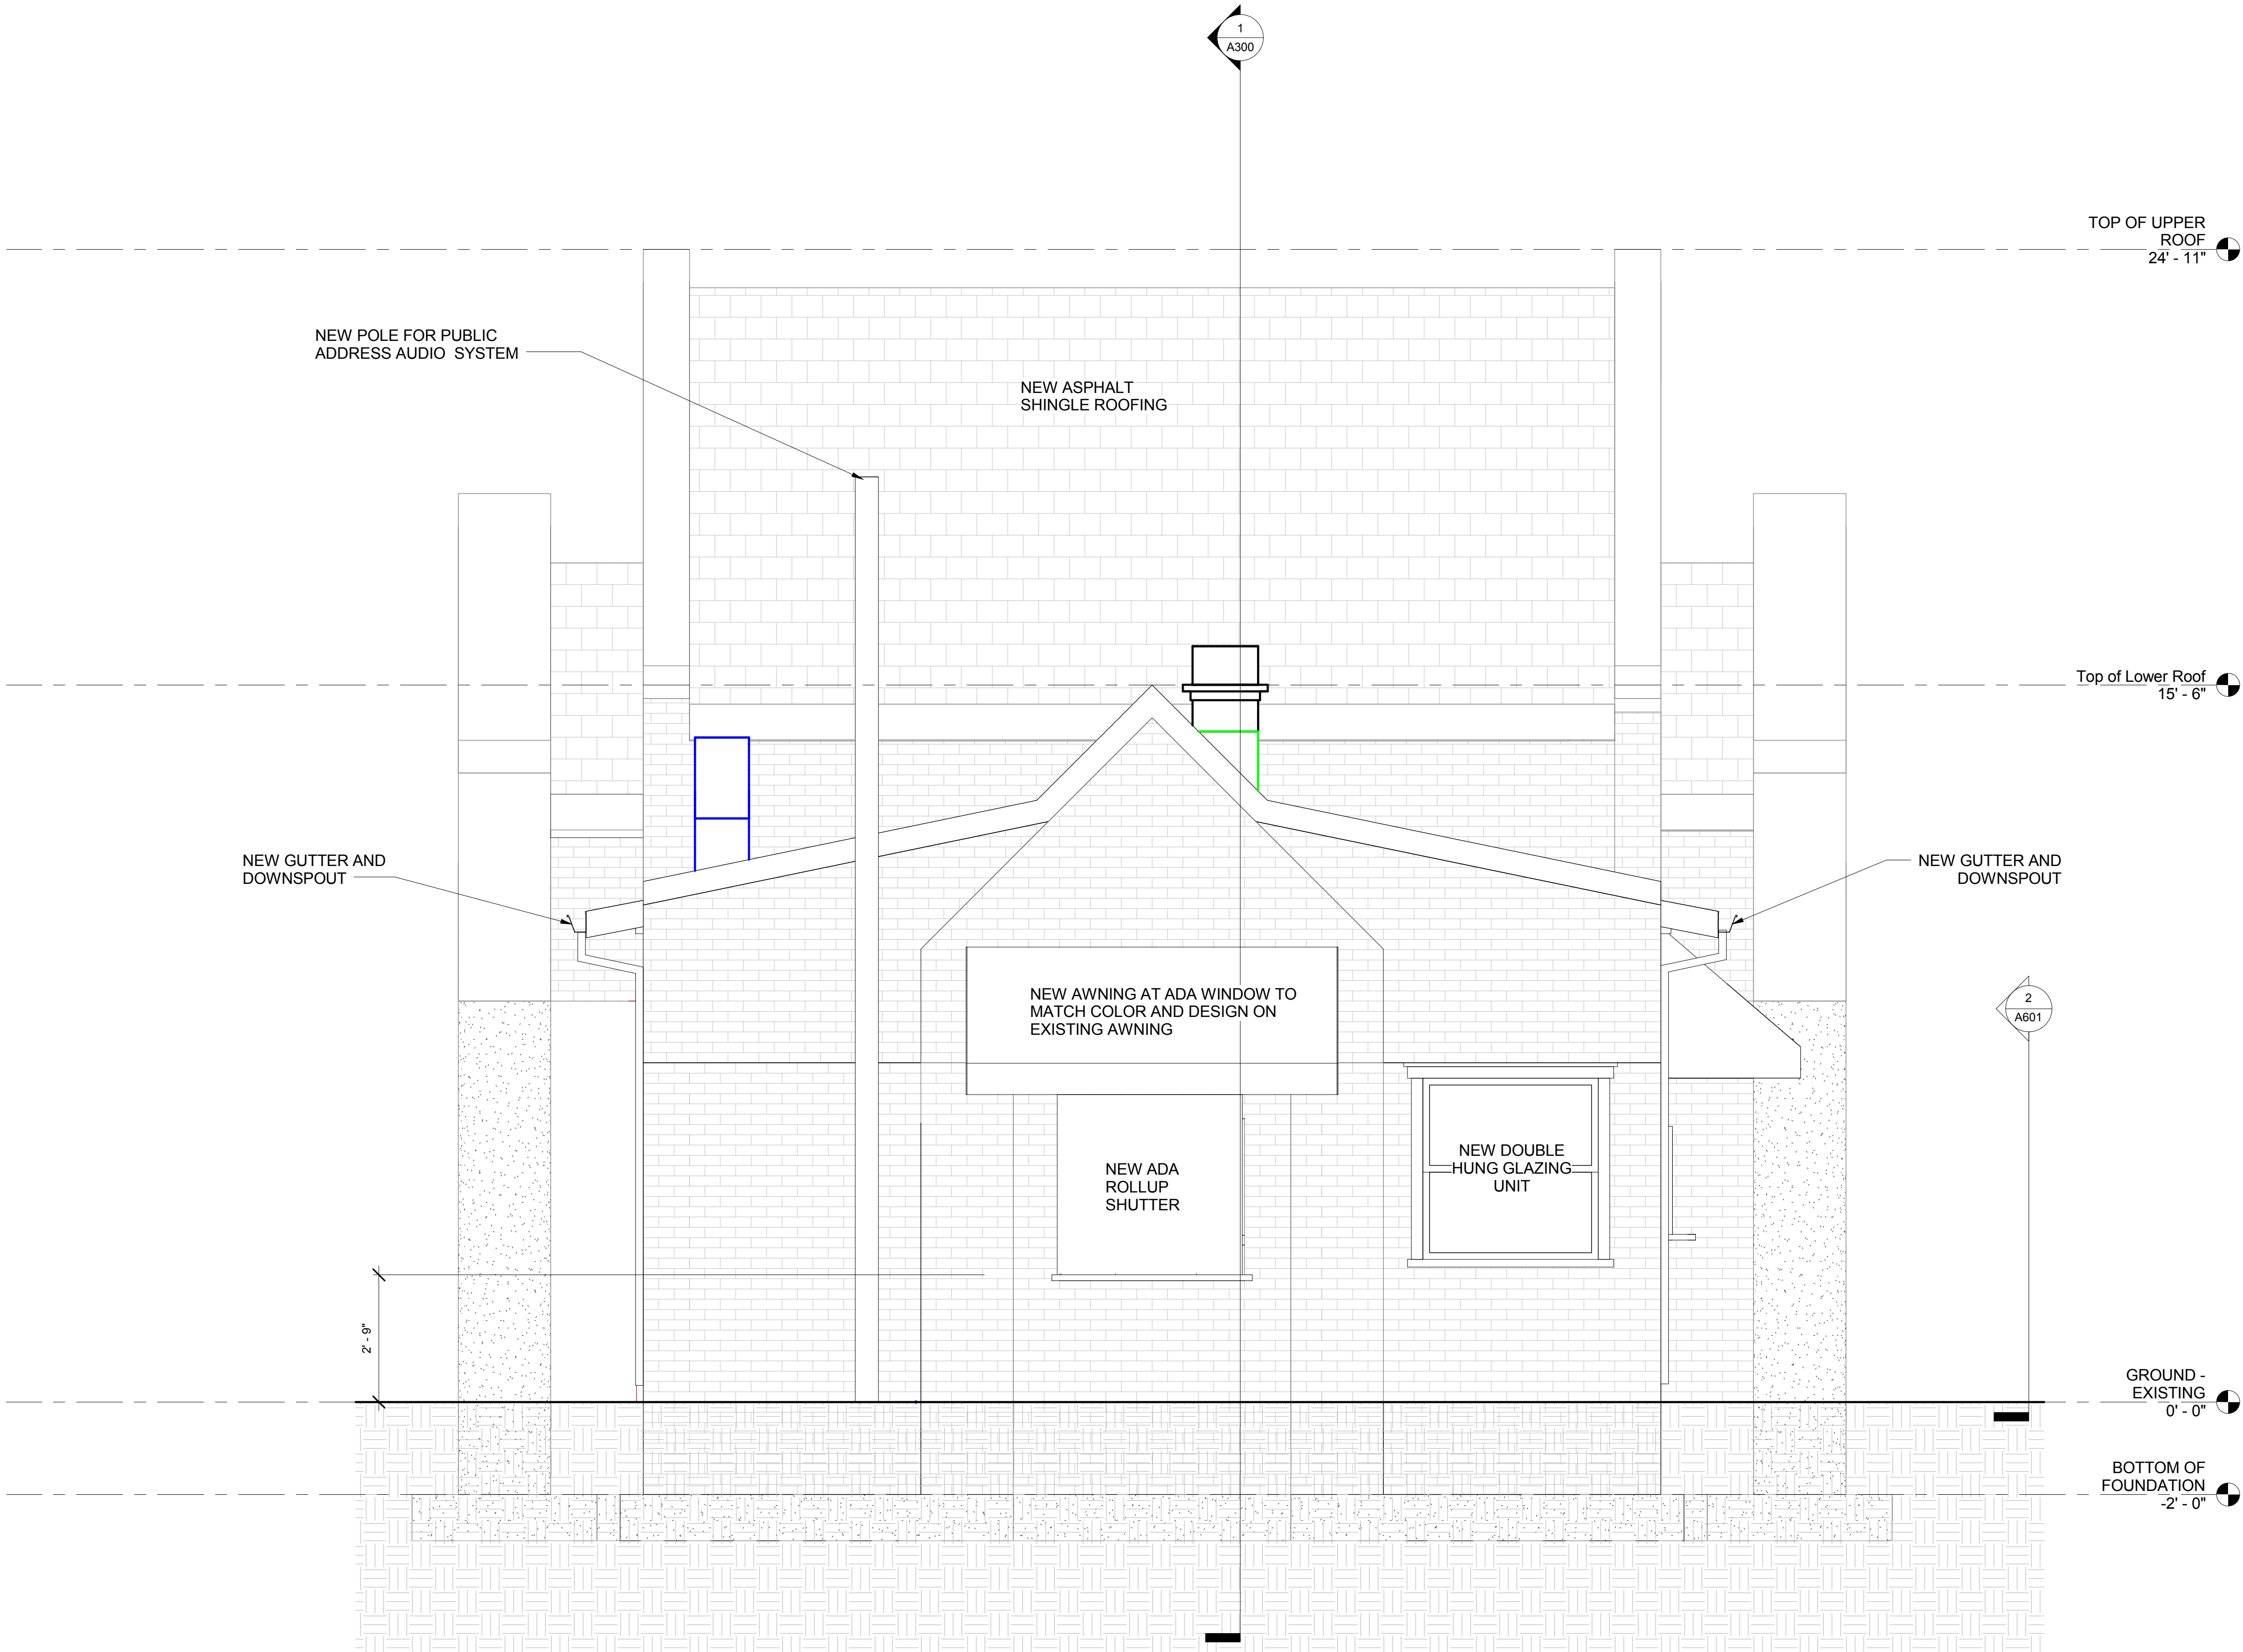 1
A300
TOP OF UPPER
ROOF
24' - 11"
NEW POLE FOR PUBLIC
ADDRESS AUDIO  SYSTEM
NEW ASPHALT
SHINGLE ROOFING
Top of Lower Roof
15' - 6"
NEW GUTTER AND
DOWNSPOUT
NEW GUTTER AND
DOWNSPOUT
NEW AWNING AT ADA WINDOW TO
MATCH COLOR AND DESIGN ON
EXISTING AWNING
2
A601
NEW ADA
ROLLUP
SHUTTER
NEW DOUBLE
HUNG GLAZING
UNIT
2' - 9"
GROUND -
EXISTING
0' - 0"
BOTTOM OF
FOUNDATION
-2' - 0"